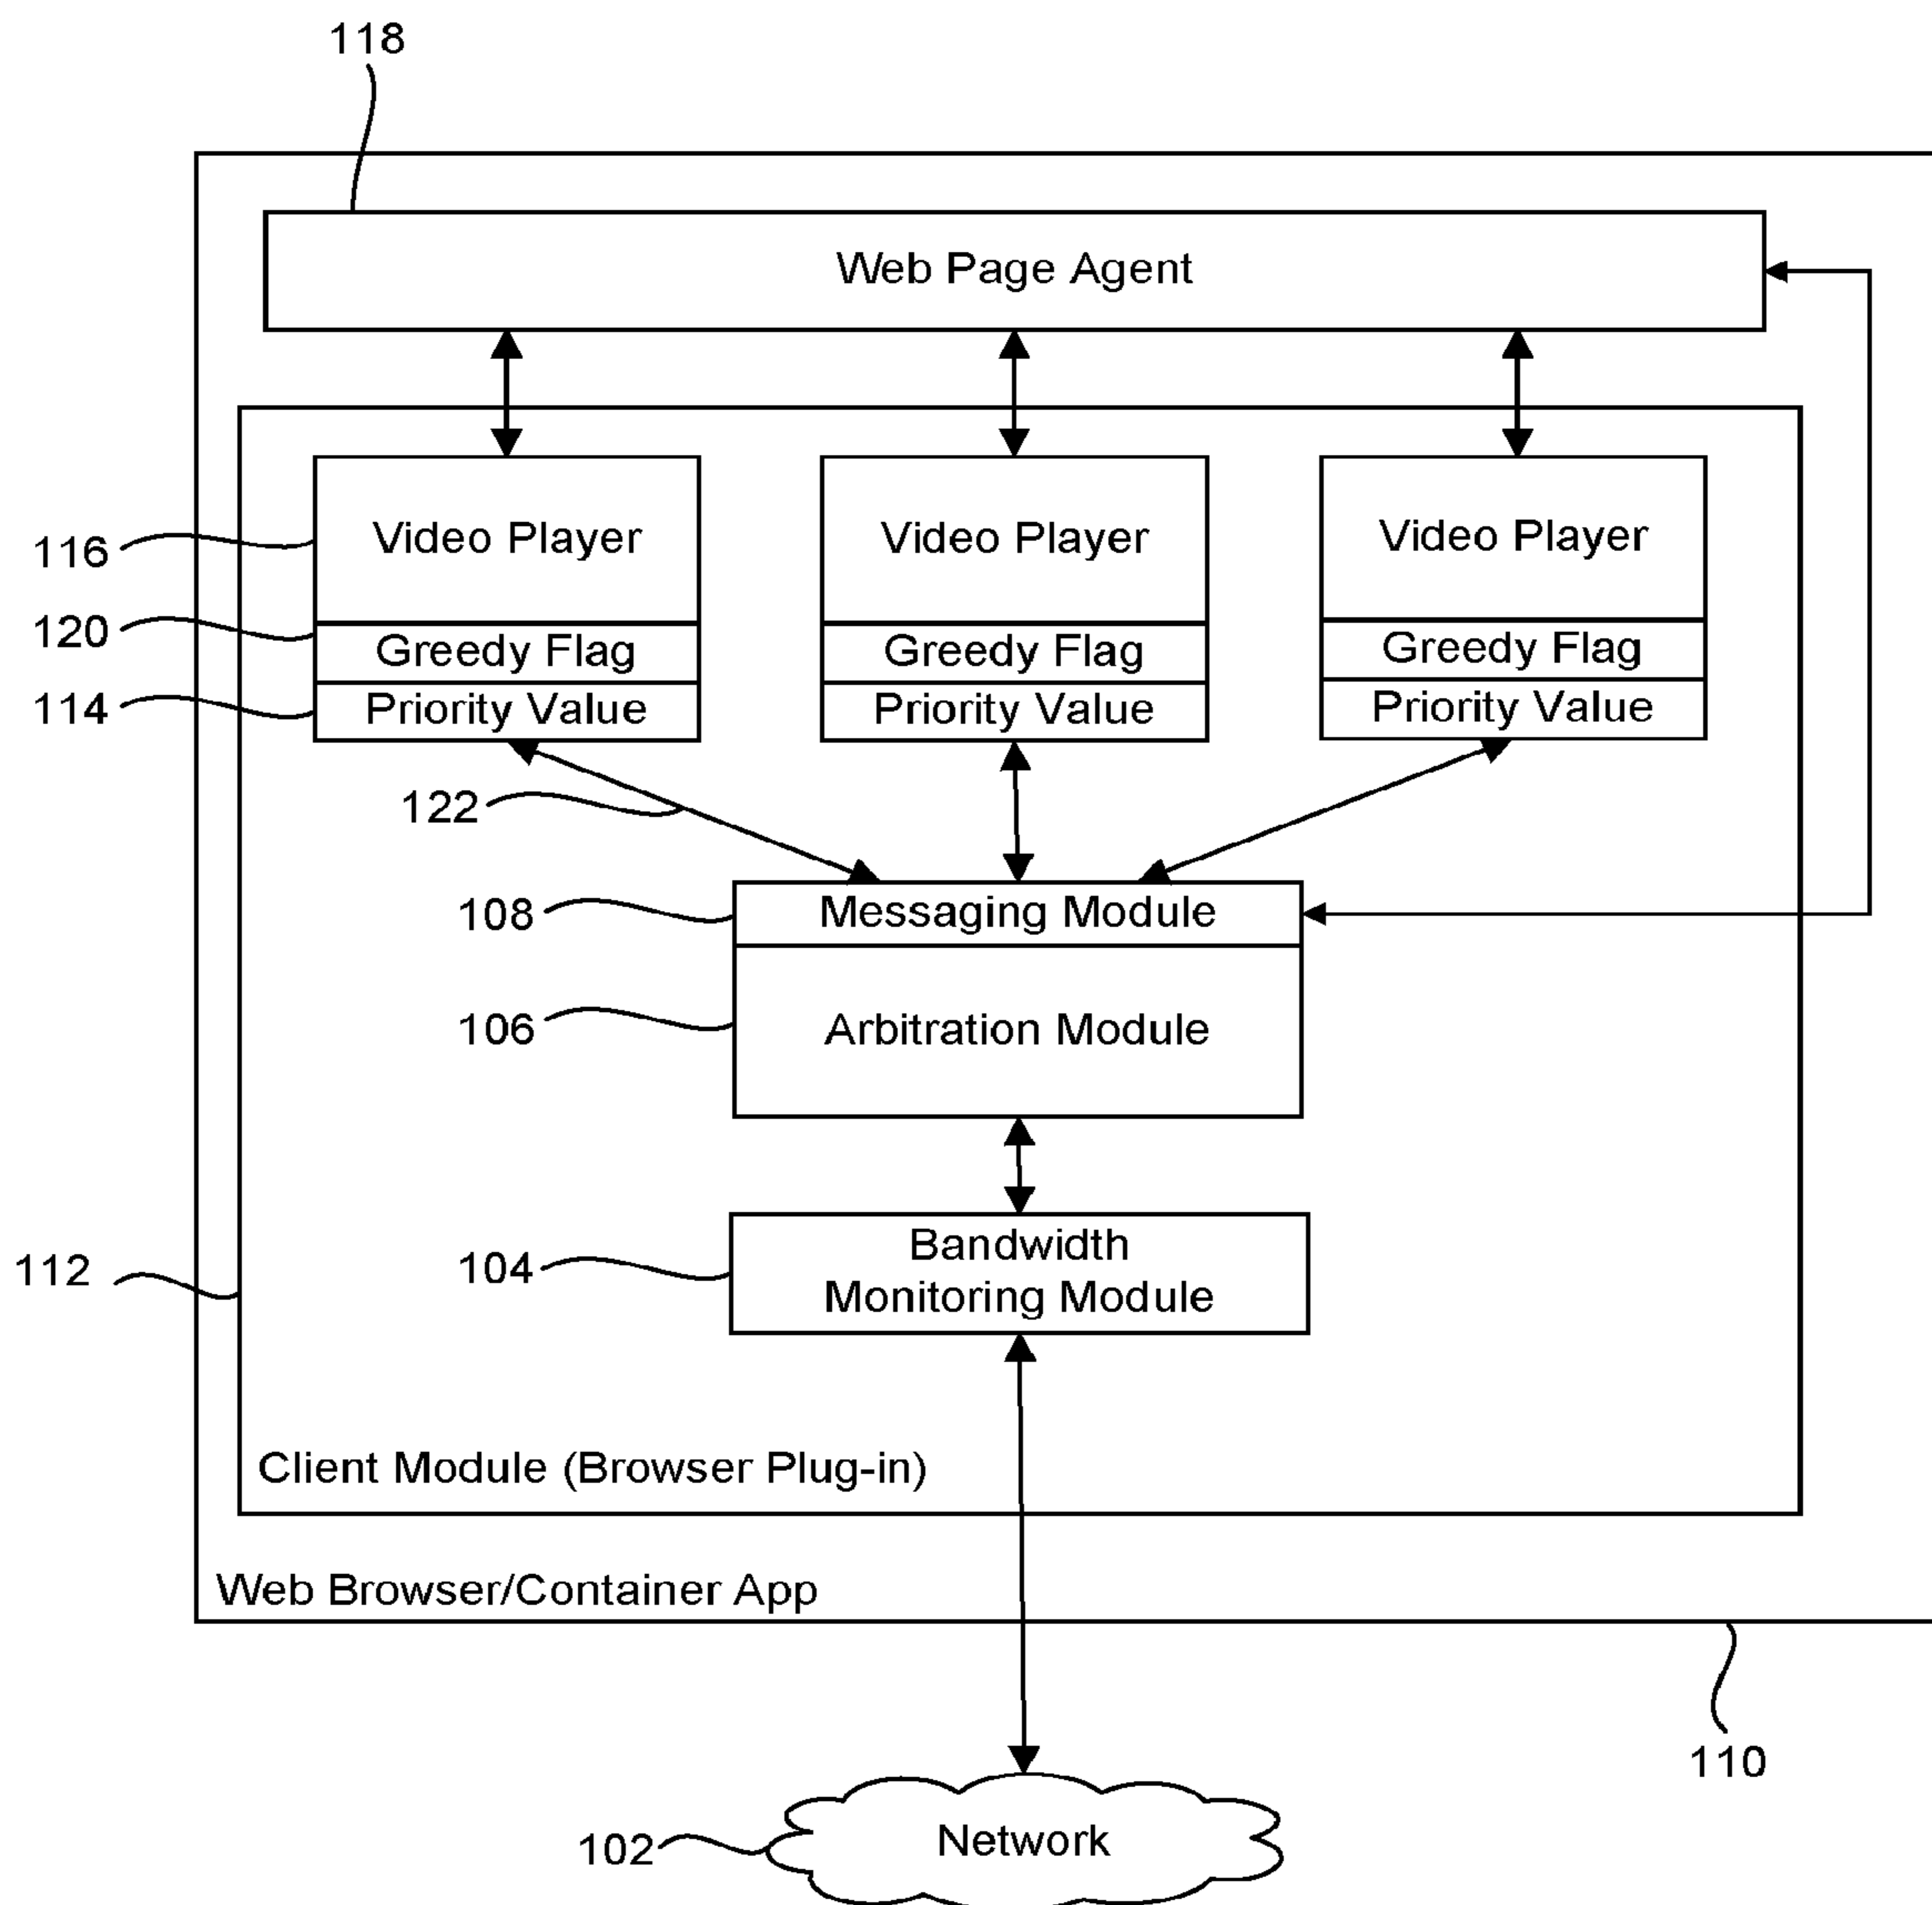 118
Web Page Agent
Video Player
Video Player
Video Player
116
120
Greedy Flag
Greedy Flag
Greedy Flag
114
Priority Value
Priority Value
Priority Value
122
108
Messaging Module
106
Arbitration Module
112
104
Bandwidth
Monitoring Module
Client Module (Browser Plug-in)
Web Browser/Container App
110
102
Network